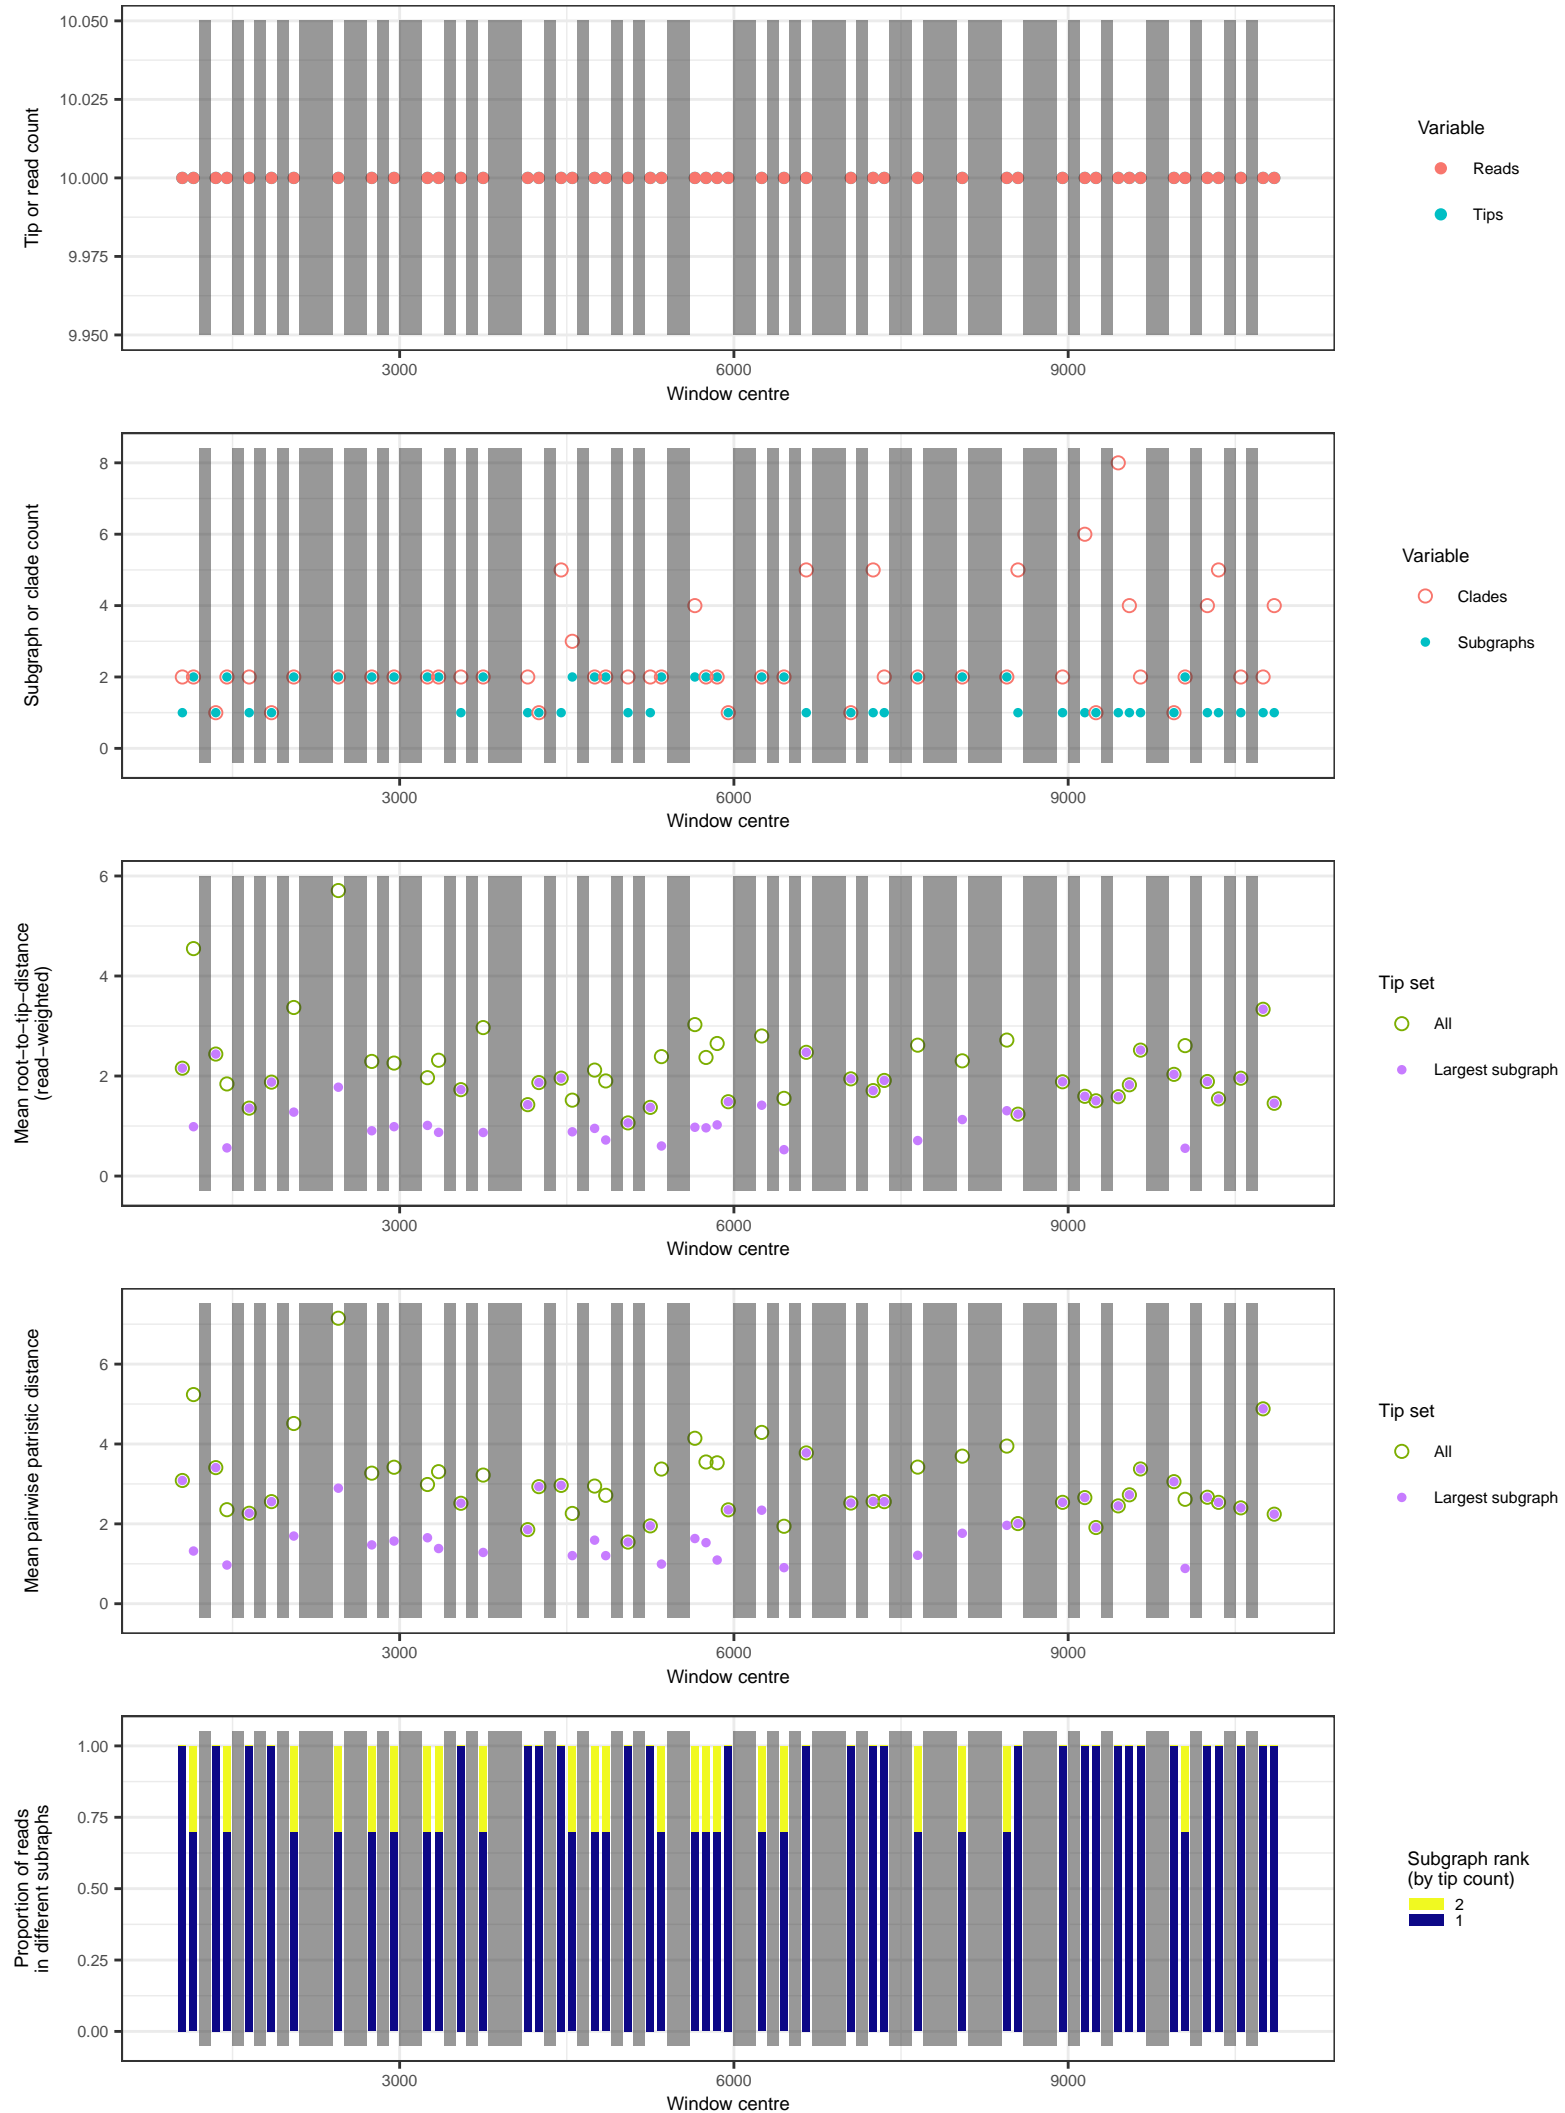 10.050
10.025
10.000
9.975
9.950
Tip or read count
3000
6000
9000
Window centre
Variable
Reads
Tips
8
6
4
2
0
Subgraph or clade count
3000
6000
9000
Window centre
Variable
Clades
Subgraphs
6
4
2
0
Mean root−to−tip−distance
(read−weighted)
3000
6000
9000
Window centre
Tip set
All
Largest subgraph
6
4
2
0
Mean pairwise patristic distance
3000
6000
9000
Window centre
Tip set
All
Largest subgraph
1.00
0.75
0.50
0.25
0.00
Proportion of reads
in different subraphs
3000
6000
9000
Window centre
Subgraph rank
(by tip count)
2
1